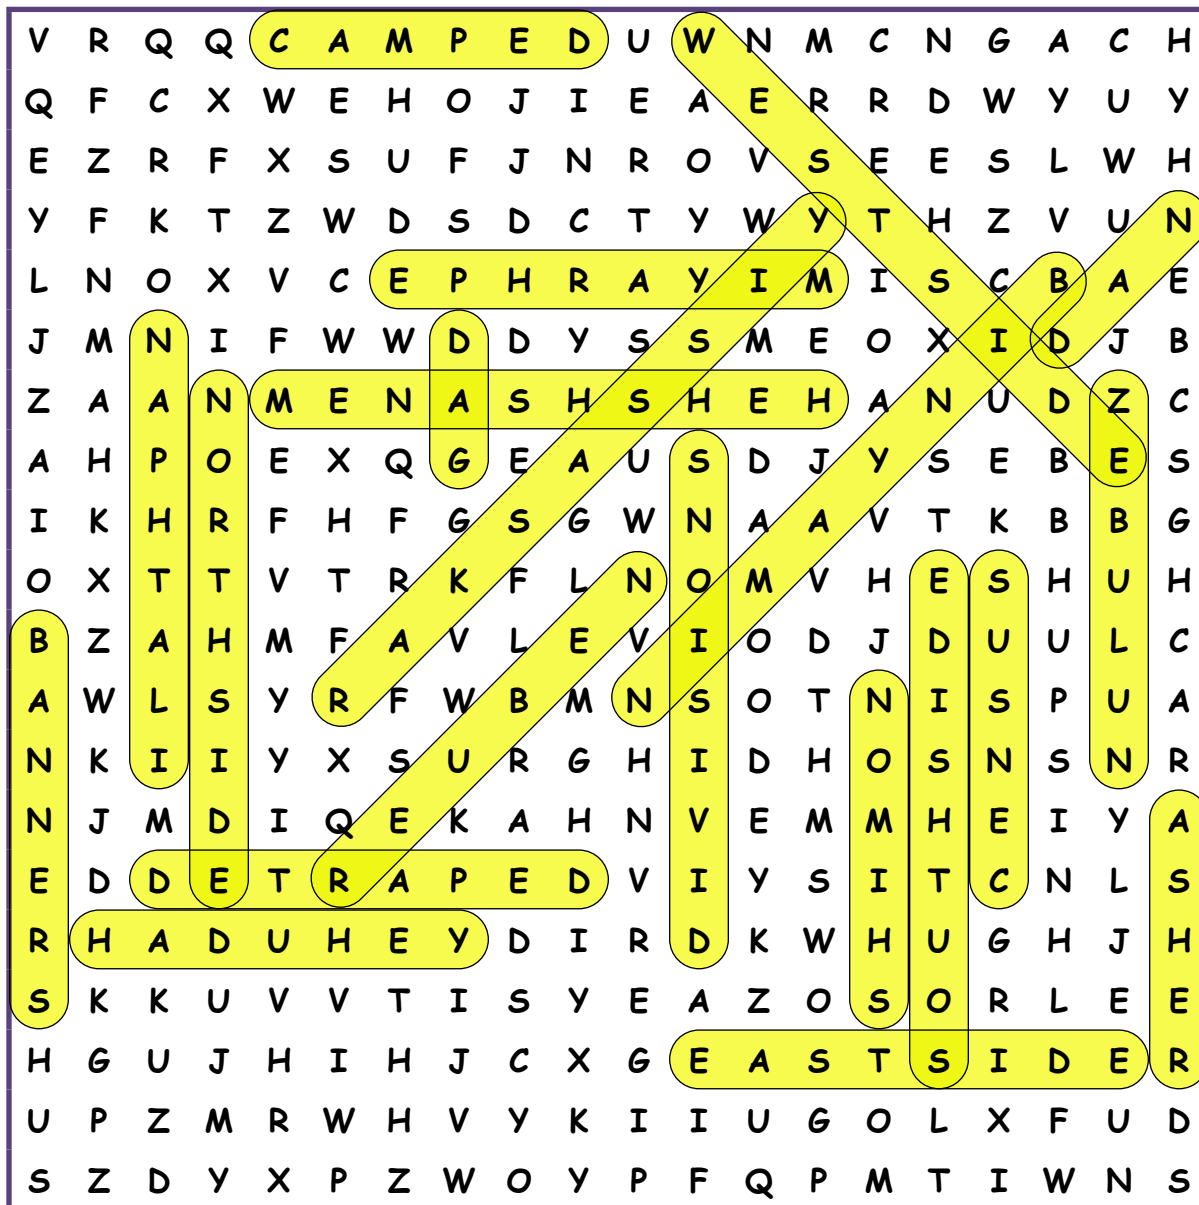 V R Q Q C A M P E D U W N M C N G A C H
Q F C X W E H O J I E A E R R D W Y U Y
E Z R F X S U F J N R O V S E E S L W H
Y F K T Z W D S D C T Y W Y T H Z V U N
L N O X V C E P H R A Y I M I S C B A E
J M N I F W W D D Y S S M E O X I D J B
Z A A N M E N A S H S H E H A N U D Z C
A H P O E X Q G E A U S D J Y S E B E S
I K H R F H F G S G W N A A V T K B B G
O X T T V T R K F L N O M V H E S H U H
B Z A H M F A V L E V I O D J D U U L C
A W L S Y R F W B M N S O T N I S P U A
N K I I Y X S U R G H I D H O S N S N R
N J M D I Q E K A H N V E M M H E I Y A
E D D E T R A P E D V I Y S I T C N L S
R H A D U H E Y D I R D K W H U G H J H
S K K U V V T I S Y E A Z O S O R L E E
H G U J H I H J C X G E A S T S I D E R
U P Z M R W H V Y K I I U G O L X F U D
S Z D Y X P Z W O Y P F Q P M T I W N S